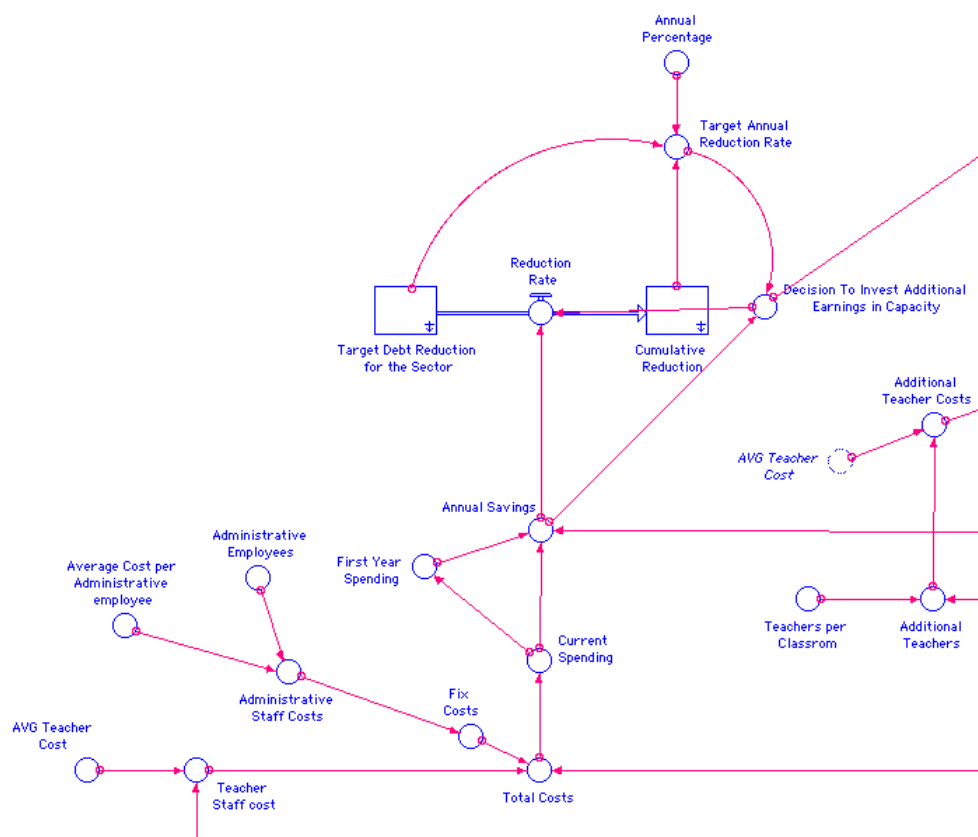 Annual
Percentage
Target Annual
Reduction Rate
Reduction
Rate
Decision To Invest Additional
Earnings in Capacity
Target Debt Reduction
for the Sector
Cumulative
Reduction
Additional
Teacher Costs
AVG Teacher
Cost
Annual Savings
Administrative
Employees
First Year
Spending
Average Cost per
Administrative
employee
Teachers per
Classrom
Additional
Teachers
Current
Spending
Administrative
Staff Costs
Fix
Costs
AVG Teacher
Cost
Teacher
Staff cost
Total Costs